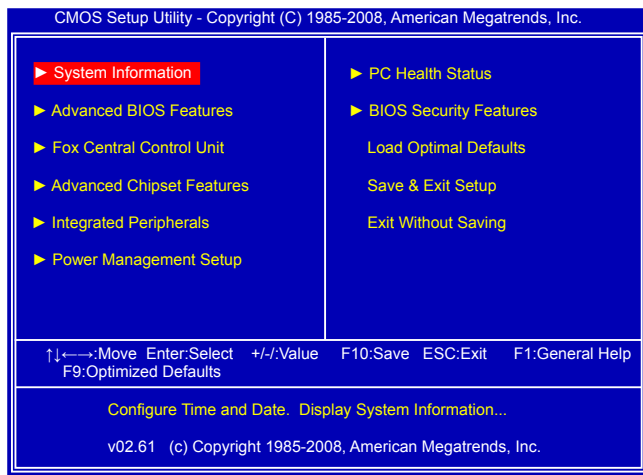 CMOS Setup Utility - Copyright (C) 1985-2008, American Megatrends, Inc.
► System Information
► Advanced BIOS Features
► Fox Central Control Unit
► Advanced Chipset Features
► Integrated Peripherals
► Power Management Setup
► PC Health Status
► BIOS Security Features
Load Optimal Defaults
Save & Exit Setup
Exit Without Saving
↑↓←→:Move Enter:Select +/-/:Value F10:Save ESC:Exit F1:General Help
F9:Optimized Defaults
Configure Time and Date. Display System Information...
v02.61 (c) Copyright 1985-2008, American Megatrends, Inc.